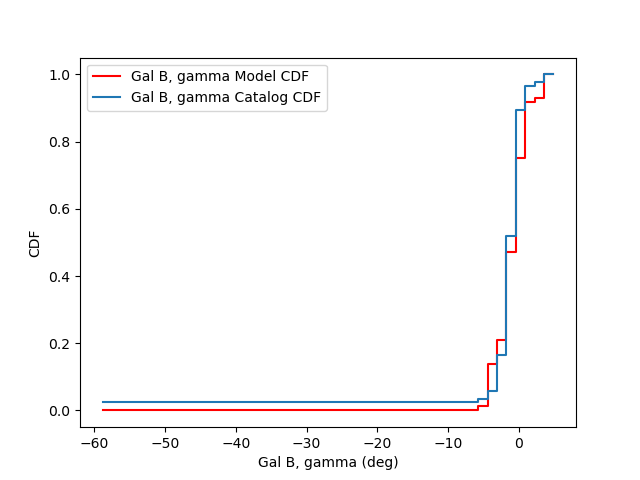 Gal B, gamma Model CDF
Gal B, gamma Catalog CDF
1.0
0.8
0.6
0.4
0.2
0.0
CDF
−60 −50 −40 −30 −20 −10 0
Gal B, gamma (deg)